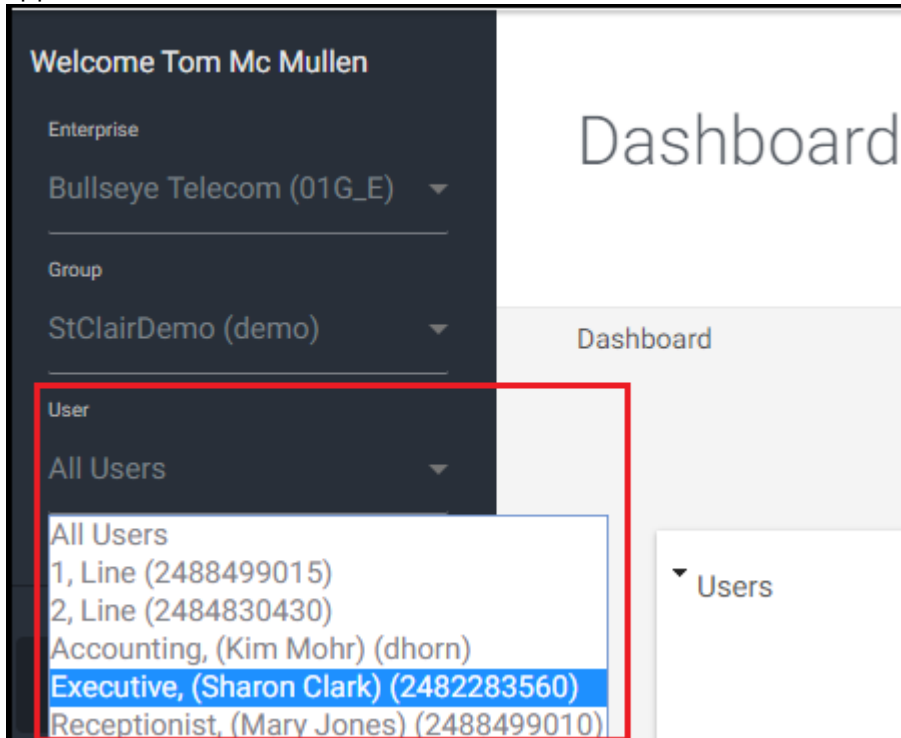 Welcome Tom Mc Mullen
Enterprise
Bullseye Telecom (01G_E)
Group
StClairDemo (demo)
User
All Users
All Users
1, Line (2488499015)
2, Line (2484830430)
Accounting, (Kim Mohr) (dhorn)
Executive, (Sharon Clark) (2482283560)
Receptionist, (Mary Jones) (2488499010)
Dashboard
Dashboard
Users